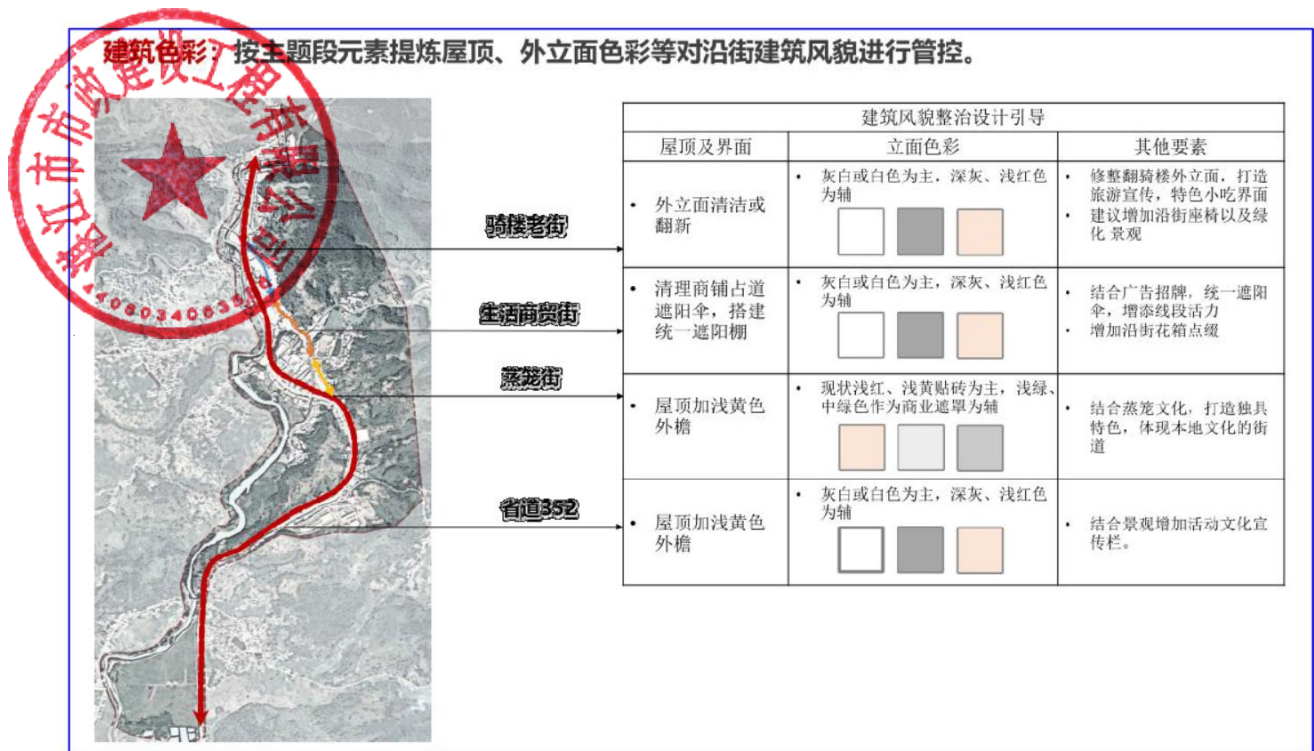 建筑色彩：按主题段元素提炼屋顶、外立面色彩等对沿街建筑风貌进行管控。
建筑风貌整治设计引导
屋顶及界面
立面色彩
其他要素
骑楼老街
• 外立面清洁或
翻新
• 灰白或白色为主，深灰、浅红色
为辅
• 修整翻骑楼外立面，打造
旅游宣传，特色小吃界面
• 建议增加沿街座椅以及绿
化 景观
生活商贸街
• 清理商铺占道
遮阳伞，搭建
统一遮阳棚
• 灰白或白色为主，深灰、浅红色
为辅
• 结合广告招牌，统一遮阳
伞，增添线段活力
• 增加沿街花箱点缀
蒸笼街
• 屋顶加浅黄色
外檐
• 现状浅红、浅黄贴砖为主，浅绿、
中绿色作为商业遮罩为辅
• 结合蒸笼文化，打造独具
特色，体现本地文化的街
道
省道352
• 屋顶加浅黄色
外檐
• 灰白或白色为主，深灰、浅红色
为辅
• 结合景观增加活动文化宣
传栏。
江市市政建设工程有限公司